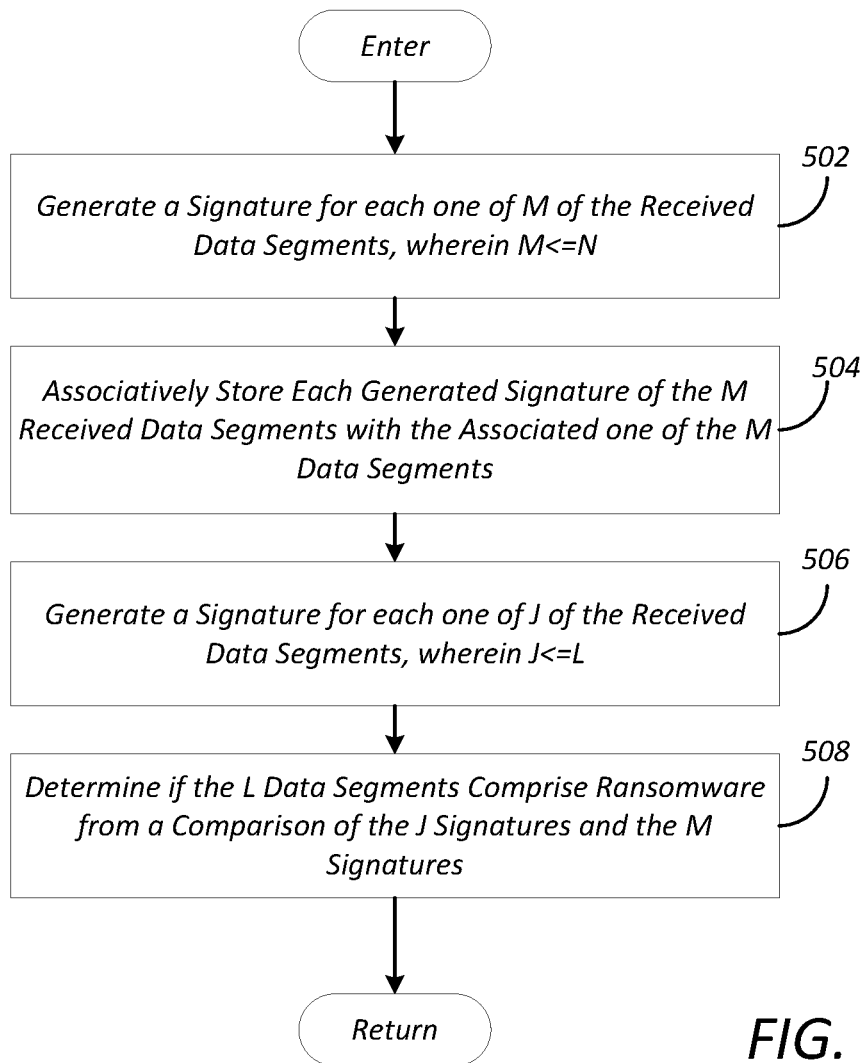 Enter
502
Generate a Signature for each one of M of the Received
Data Segments, wherein M<=N
504
Associatively Store Each Generated Signature of the M
Received Data Segments with the Associated one of the M
Data Segments
506
Generate a Signature for each one of J of the Received
Data Segments, wherein J<=L
508
Determine if the L Data Segments Comprise Ransomware
from a Comparison of the J Signatures and the M
Signatures
Return
FIG.